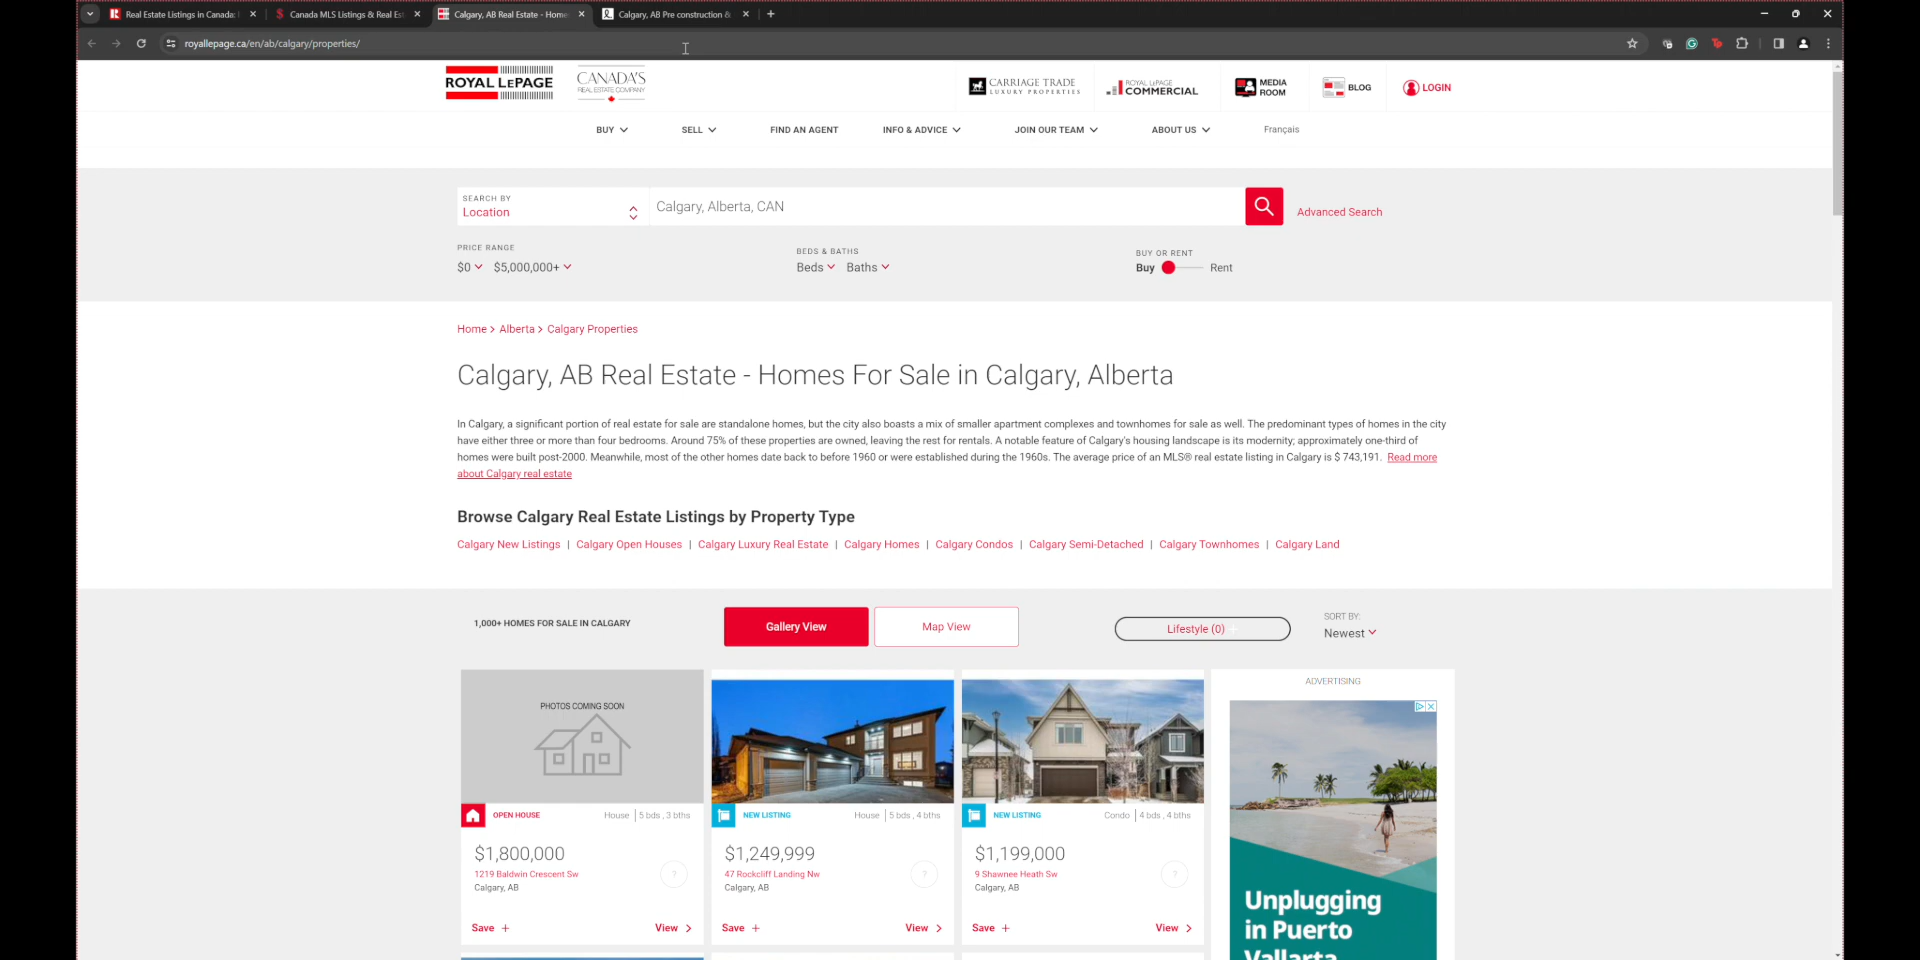 Real Estate Listings in Canada:
Canada MLS Listings & Real Est
Calgary, AB Real Estate - Home
Calgary, AB Pre construction &
royallepage.ca/en/ab/calgary/properties/
ROYAL LEPAGE
CANADA'S
REAL ESTATE COMPANY
CARRIAGE TRADE
LUXURY PROPERTIES
ROYAL LEPAGE
COMMERCIAL
MEDIA
ROOM
BLOG
LOGIN
BUY
SELL
FIND AN AGENT
INFO & ADVICE
JOIN OUR TEAM
ABOUT US
Français
SEARCH BY
Location
Calgary, Alberta, CAN
Advanced Search
PRICE RANGE
$0
$5,000,000+
BEDS & BATHS
Beds
Baths
BUY OR RENT
Buy
Rent
Home > Alberta > Calgary Properties
Calgary, AB Real Estate - Homes For Sale in Calgary, Alberta
In Calgary, a significant portion of real estate for sale are standalone homes, but the city also boasts a mix of smaller apartment complexes and townhomes for sale as well. The predominant types of homes in the city
have either three or more than four bedrooms. Around 75% of these properties are owned, leaving the rest for rentals. A notable feature of Calgary's housing landscape is its modernity; approximately one-third of
homes were built post-2000. Meanwhile, most of the other homes date back to before 1960 or were established during the 1960s. The average price of an MLS® real estate listing in Calgary is $ 743,191. Read more
about Calgary real estate
Browse Calgary Real Estate Listings by Property Type
Calgary New Listings | Calgary Open Houses | Calgary Luxury Real Estate | Calgary Homes | Calgary Condos | Calgary Semi-Detached | Calgary Townhomes | Calgary Land
1,000+ HOMES FOR SALE IN CALGARY
Gallery View
Map View
Lifestyle (0) +
SORT BY:
Newest
PHOTOS COMING SOON
OPEN HOUSE
House | 5 bds , 3 bths
$1,800,000
1219 Baldwin Crescent Sw
Calgary, AB
?
Save +
View >
NEW LISTING
House | 5 bds , 4 bths
$1,249,999
47 Rockcliff Landing Nw
Calgary, AB
?
Save +
View >
NEW LISTING
Condo | 4 bds , 4 bths
$1,199,000
9 Shawnee Heath Sw
Calgary, AB
?
Save +
View >
ADVERTISING
Unplugging
in Puerto
Vallarta